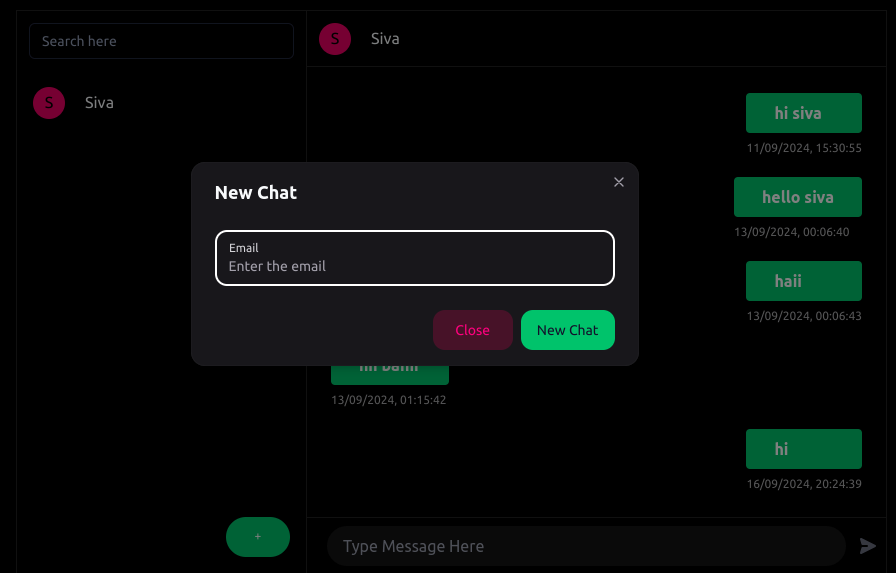 Search here
S
Siva
S
Siva
hi siva
11/09/2024, 15:30:55
hello siva
13/09/2024, 00:06:40
haii
13/09/2024, 00:06:43
13/09/2024, 01:15:42
hi
16/09/2024, 20:24:39
New Chat
Email
Enter the email
Close
New Chat
+
Type Message Here